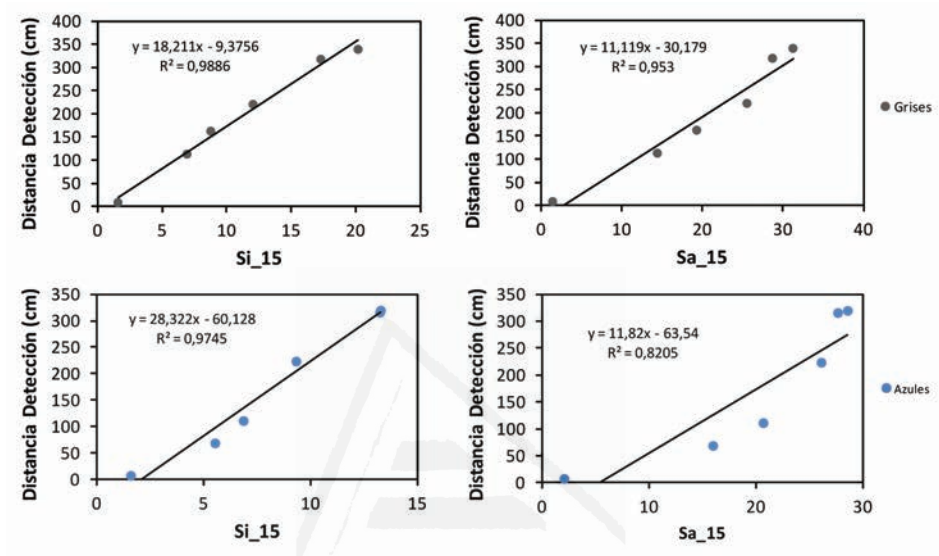 Distancia Detección (cm)
400
350
300
250
200
150
100
50
0
y = 18,211x - 9,3756
R² = 0,9886
0 5 10 15 20 25
Si_15
Distancia Detección (cm)
400
350
300
250
200
150
100
50
0
y = 11,119x - 30,179
R² = 0,953
0 10 20 30 40
Sa_15
Grises
Distancia Detección (cm)
350
300
250
200
150
100
50
0
y = 28,322x - 60,128
R² = 0,9745
0 5 10 15
Si_15
Distancia Detección (cm)
350
300
250
200
150
100
50
0
y = 11,82x - 63,54
R² = 0,8205
0 10 20 30
Sa_15
Azules